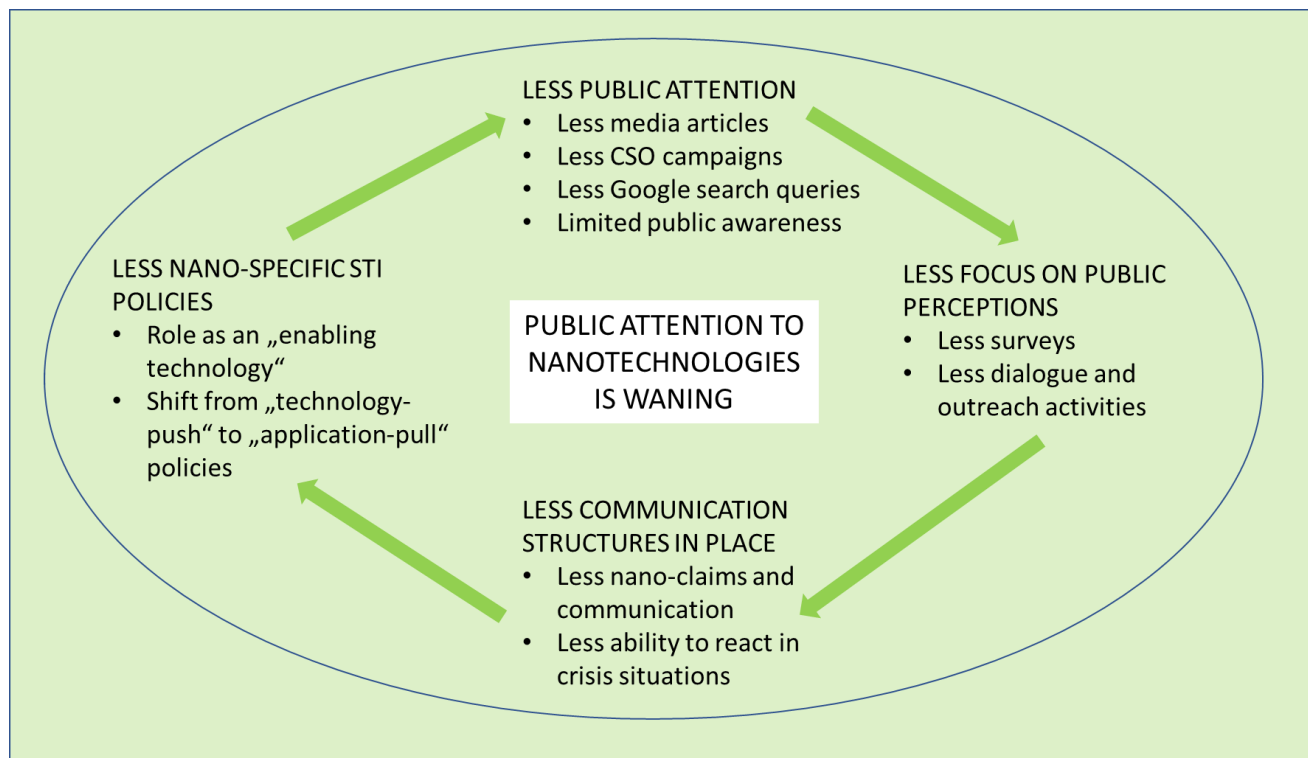 LESS PUBLIC ATTENTION
• Less media articles
• Less CSO campaigns
• Less Google search queries
• Limited public awareness
LESS FOCUS ON PUBLIC
PERCEPTIONS
• Less surveys
• Less dialogue and
outreach activities
LESS COMMUNICATION
STRUCTURES IN PLACE
• Less nano-claims and
communication
• Less ability to react in
crisis situations
LESS NANO-SPECIFIC STI
POLICIES
• Role as an „enabling
technology“
• Shift from „technology-
push“ to „application-pull“
policies
PUBLIC ATTENTION TO
NANOTECHNOLOGIES
IS WANING